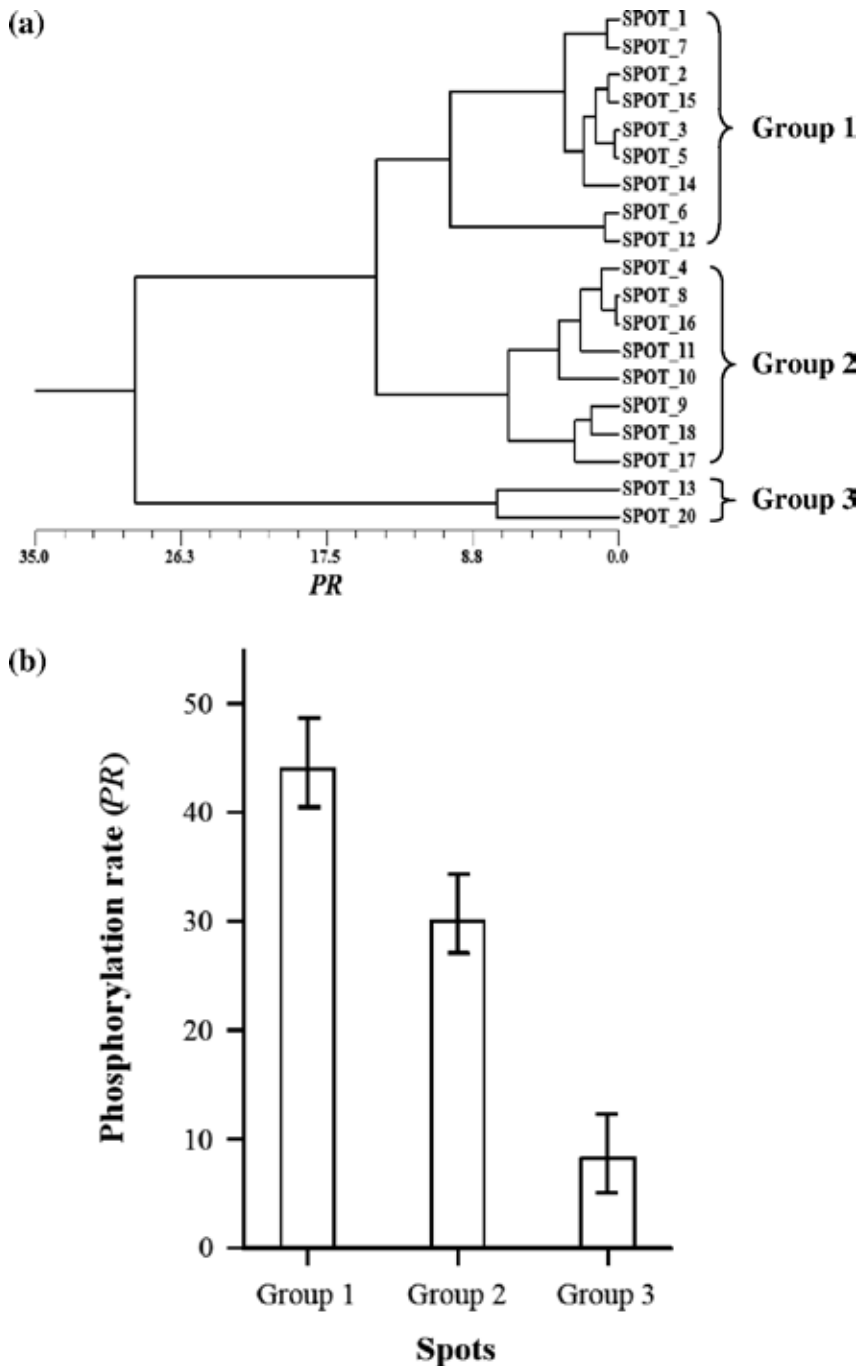 (a)
SPOT_1
SPOT_7
SPOT_2
SPOT_15
SPOT_3
SPOT_5
SPOT_14
SPOT_6
SPOT_12
Group 1
SPOT_4
SPOT_8
SPOT_16
SPOT_11
SPOT_10
SPOT_9
SPOT_18
SPOT_17
Group 2
SPOT_13
SPOT_20
Group 3
35.0 26.3 17.5 8.8 0.0
PR
(b)
Phosphorylation rate (PR)
50
40
30
20
10
0
Group 1 Group 2 Group 3
Spots